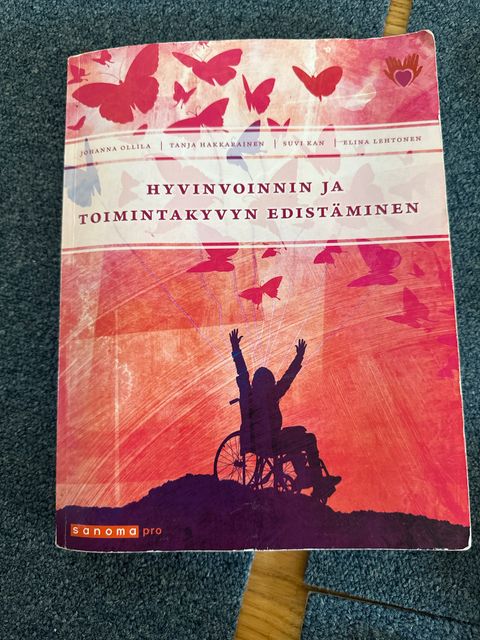 JOHANNA OLLILA | TANJA HAKKARAINEN | SUVI KAN | ELINA LEHTONEN
HYVINVOINNIN JA
TOIMINTAKYVYN EDISTÄMINEN
sanoma pro